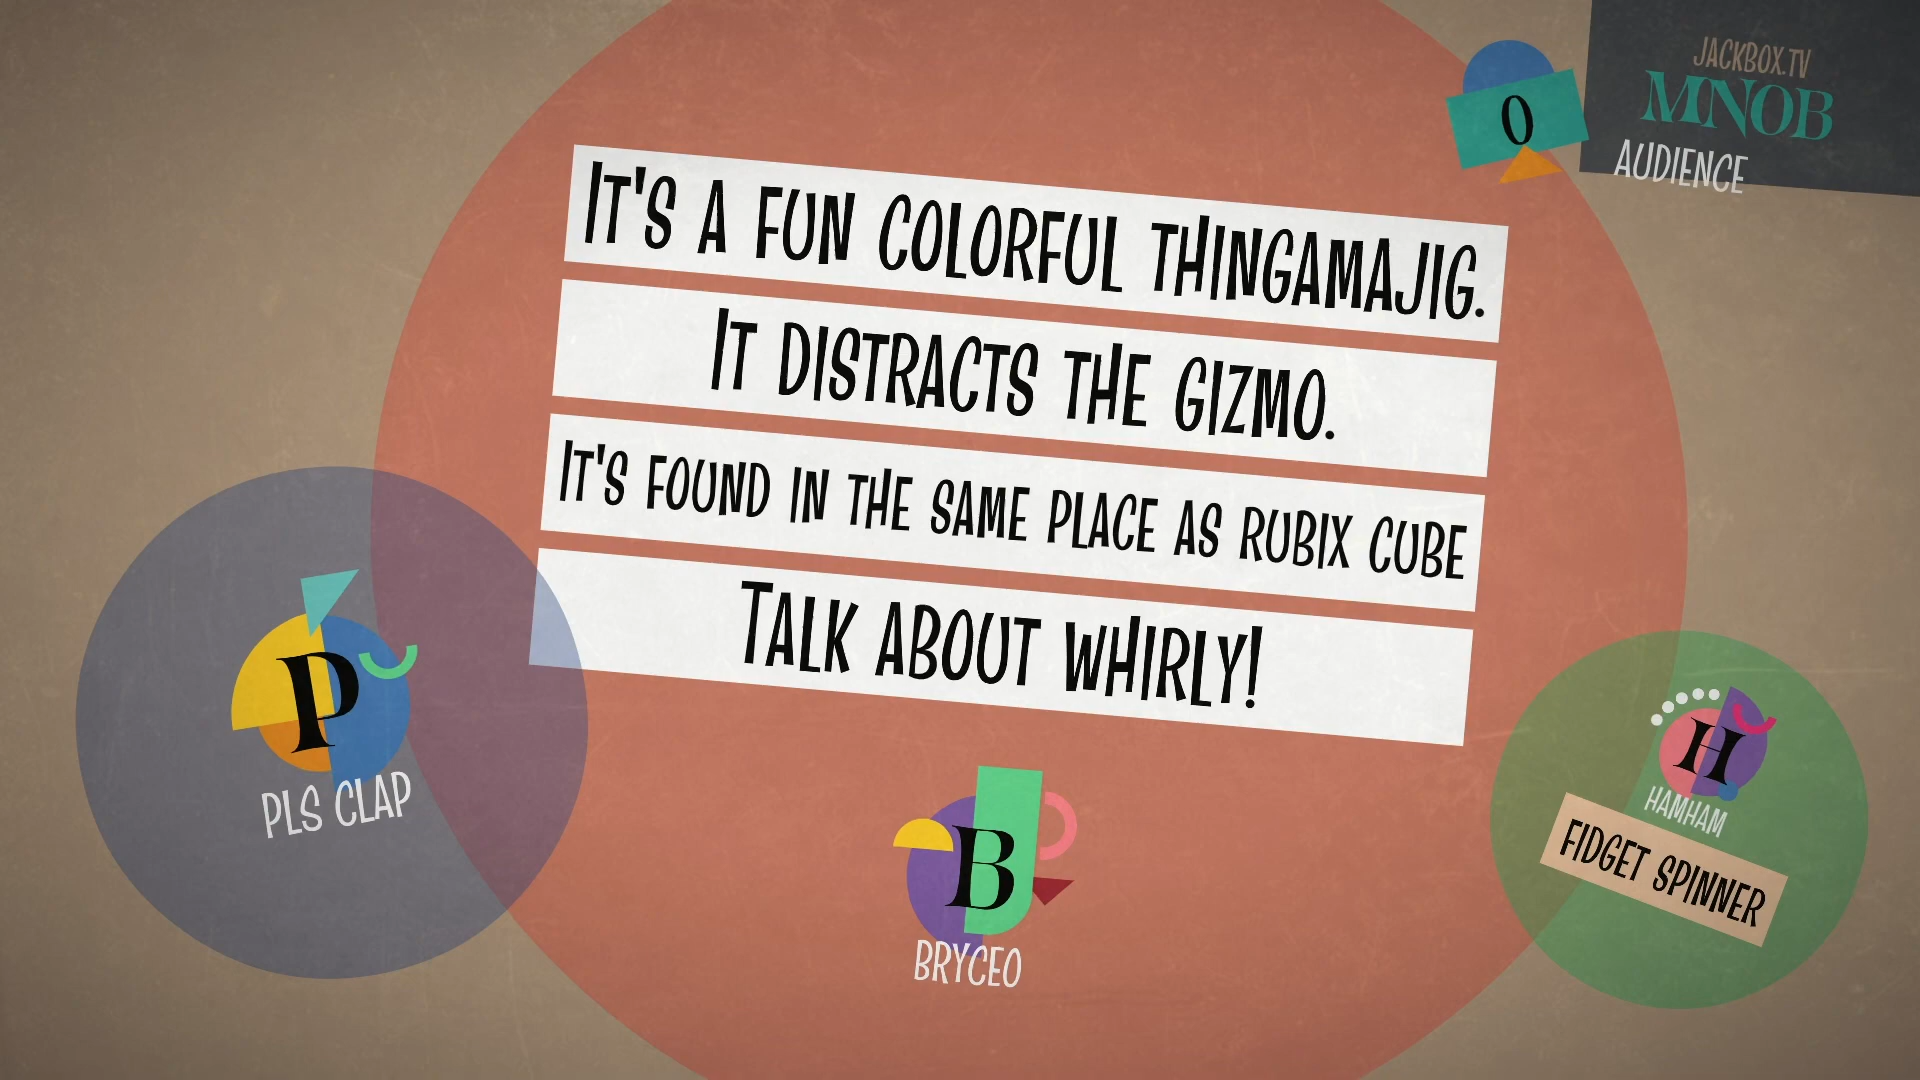 JACKBOX.TV
MNOB
0
AUDIENCE
IT'S A FUN COLORFUL THINGAMAJIG.
IT DISTRACTS THE GIZMO.
IT'S FOUND IN THE SAME PLACE AS RUBIX CUBE
TALK ABOUT WHIRLY!
P
PLS CLAP
B
BRYCEO
H
HAMHAM
FIDGET SPINNER